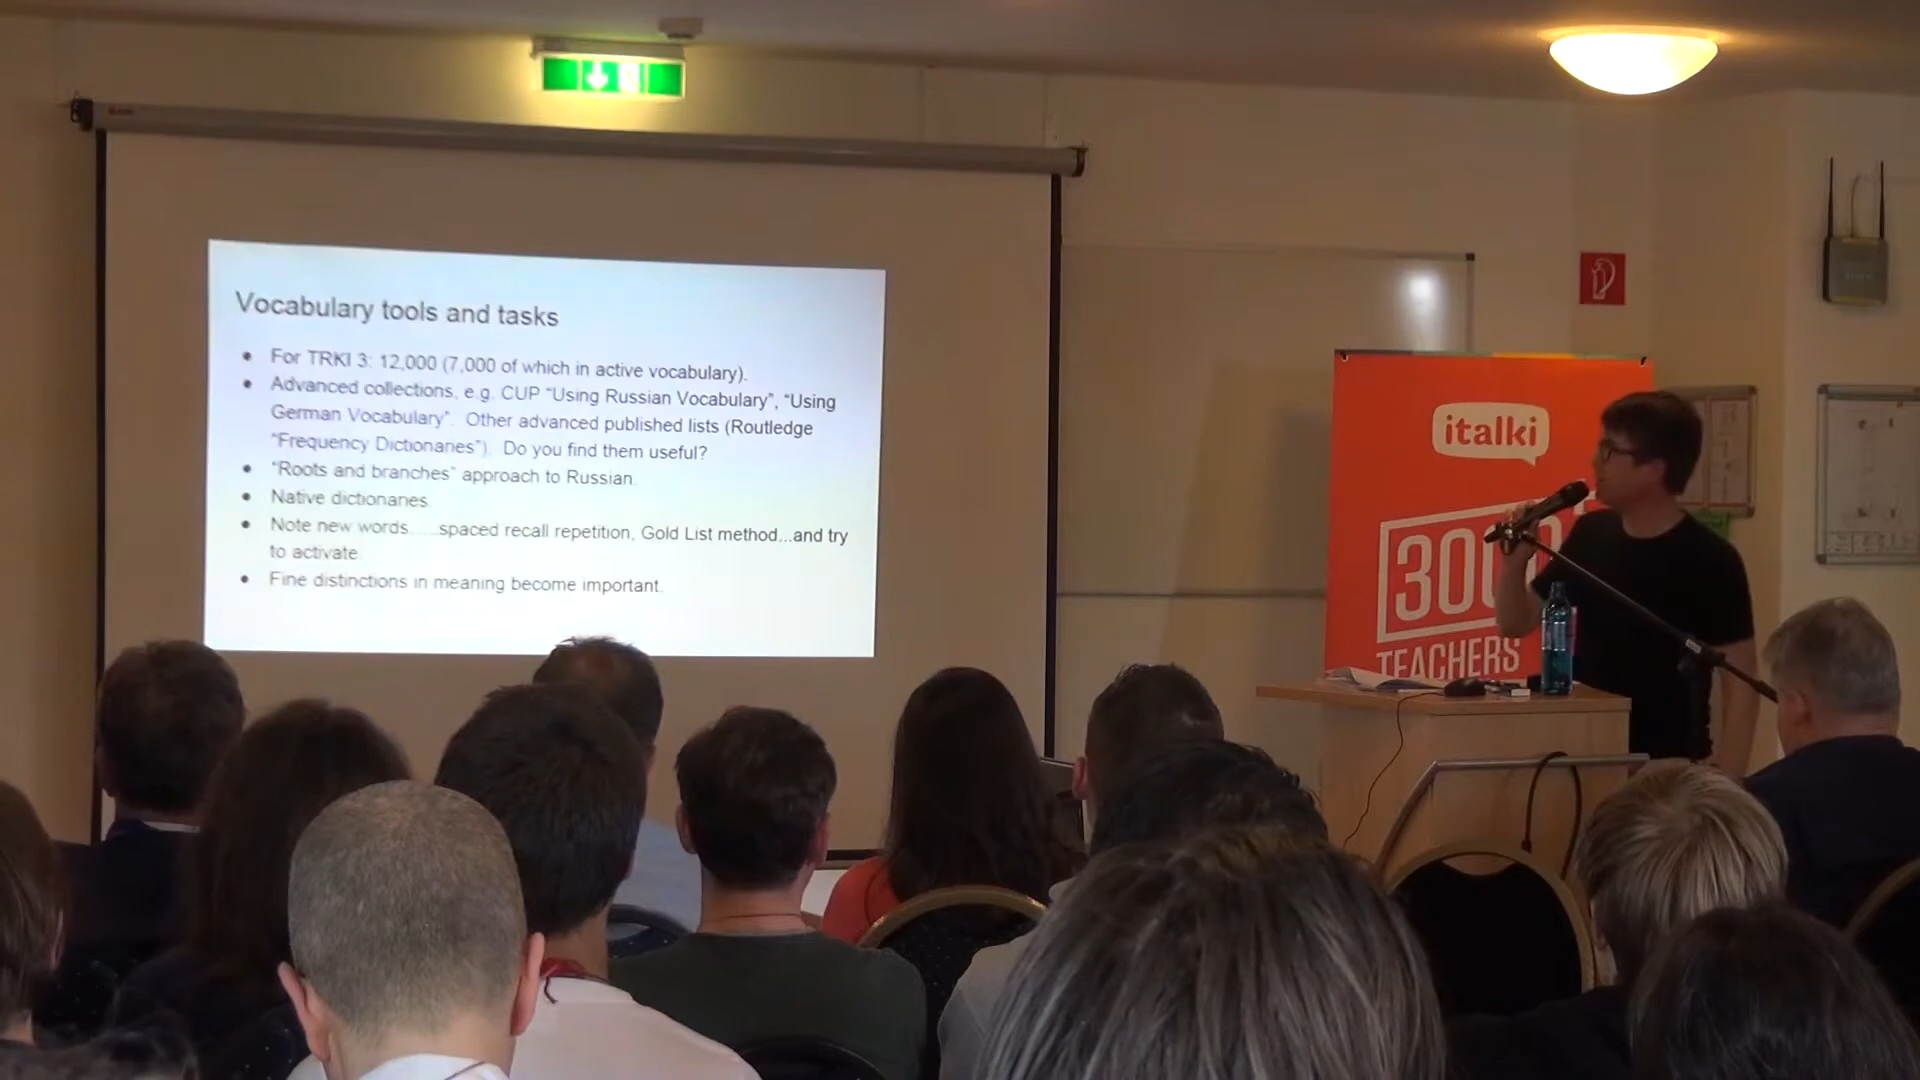 Vocabulary tools and tasks
• For TRKI 3: 12,000 (7,000 of which in active vocabulary).
• Advanced collections, e.g. CUP “Using Russian Vocabulary”, “Using
German Vocabulary”. Other advanced published lists (Routledge
“Frequency Dictionaries”). Do you find them useful?
• “Roots and branches” approach to Russian.
• Native dictionaries.
• Note new words......spaced recall repetition, Gold List method...and try
to activate.
• Fine distinctions in meaning become important.
italki
TEACHERS